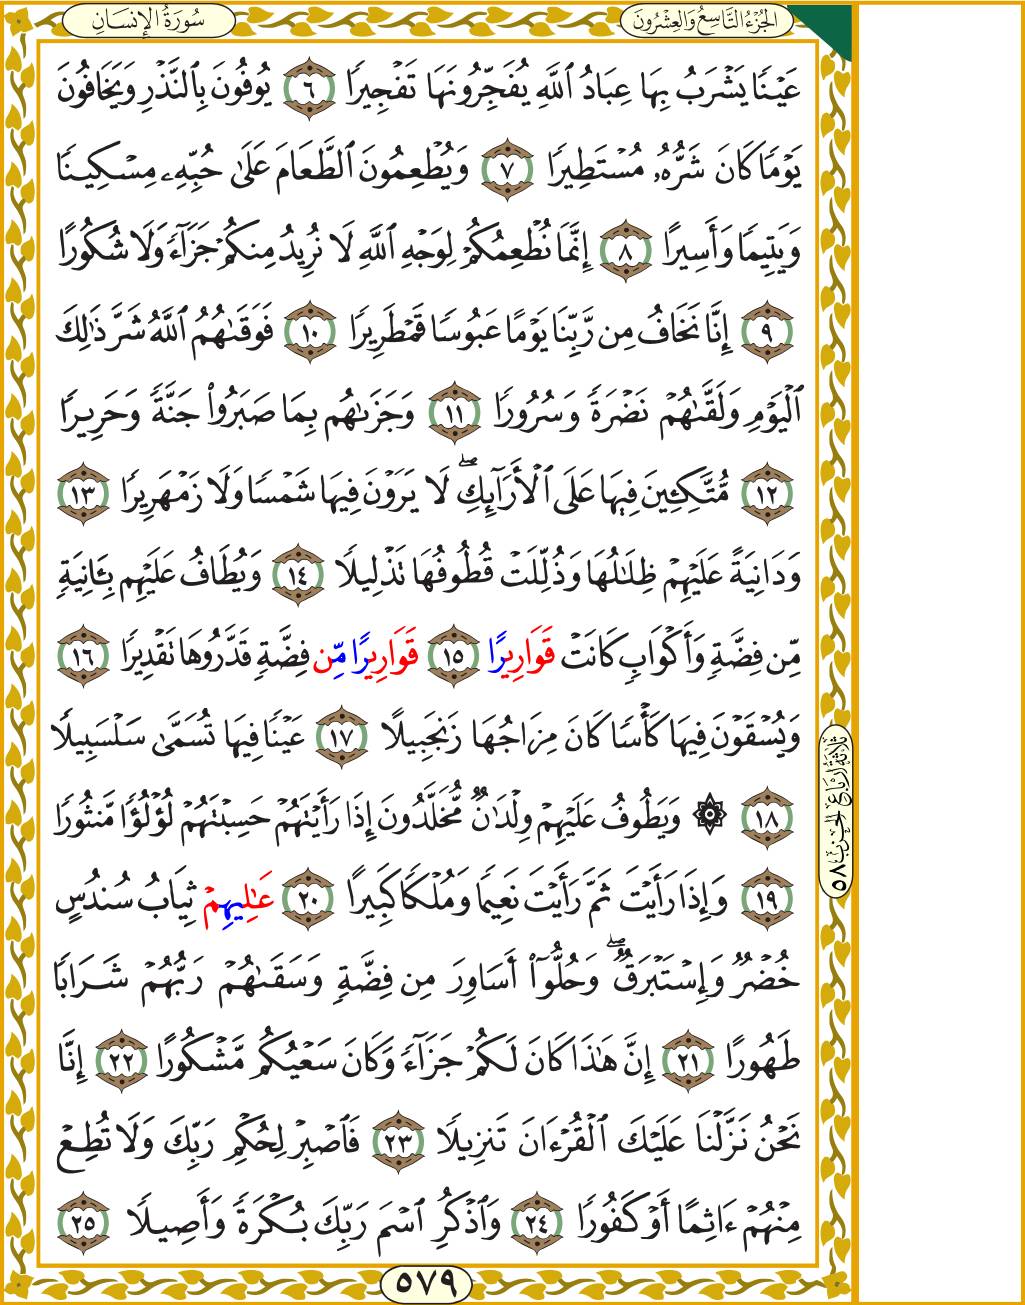 سُورَةُ الإِنسَان
الجُزْءُ التَّاسِعُ وَالعِشْرُونَ
عَيْنٗا يَشْرَبُ بِهَا عِبَادُ ٱللَّهِ يُفَجِّرُونَهَا تَفْجِيرٗا ٦ يُوفُونَ بِٱلنَّذْرِ وَيَخَافُونَ
يَوْمٗا كَانَ شَرُّهُۥ مُسْتَطِيرٗا ٧ وَيُطْعِمُونَ ٱلطَّعَامَ عَلَىٰ حُبِّهِۦ مِسْكِينٗا
وَيَتِيمٗا وَأَسِيرًا ٨ إِنَّمَا نُطْعِمُكُمْ لِوَجْهِ ٱللَّهِ لَا نُرِيدُ مِنكُمْ جَزَآءٗ وَلَا شُكُورًا
٩ إِنَّا نَخَافُ مِن رَّبِّنَا يَوْمًا عَبُوسٗا قَمْطَرِيرٗا ١٠ فَوَقَىٰهُمُ ٱللَّهُ شَرَّ ذَٰلِكَ
ٱلْيَوْمِ وَلَقَّىٰهُمْ نَضْرَةٗ وَسُرُورٗا ١١ وَجَزَىٰهُم بِمَا صَبَرُوا۟ جَنَّةٗ وَحَرِيرٗا
١٢ مُّتَّكِـِٔينَ فِيهَا عَلَى ٱلْأَرَآئِكِۖ لَا يَرَوْنَ فِيهَا شَمْسٗا وَلَا زَمْهَرِيرٗا ١٣
وَدَانِيَةً عَلَيْهِمْ ظِلَٰلُهَا وَذُلِّلَتْ قُطُوفُهَا تَذْلِيلٗا ١٤ وَيُطَافُ عَلَيْهِم بِـَٔانِيَةٖ
مِّن فِضَّةٖ وَأَكْوَابٖ كَانَتْ قَوَارِيرًا ١٥ قَوَارِيرًا مِّن فِضَّةٖ قَدَّرُوهَا تَقْدِيرٗا ١٦
وَيُسْقَوْنَ فِيهَا كَأْسٗا كَانَ مِزَاجُهَا زَنجَبِيلًا ١٧ عَيْنٗا فِيهَا تُسَمَّىٰ سَلْسَبِيلٗا
١٨ ۞ وَيَطُوفُ عَلَيْهِمْ وِلْدَٰنٞ مُّخَلَّدُونَ إِذَا رَأَيْتَهُمْ حَسِبْتَهُمْ لُؤْلُؤٗا مَّنثُورٗا
١٩ وَإِذَا رَأَيْتَ ثَمَّ رَأَيْتَ نَعِيمٗا وَمُلْكٗا كَبِيرًا ٢٠ عَٰلِيهِمْ ثِيَابُ سُندُسٍ
خُضْرٞ وَإِسْتَبْرَقٞۖ وَحُلُّوٓا۟ أَسَاوِرَ مِن فِضَّةٖ وَسَقَىٰهُمْ رَبُّهُمْ شَرَابٗا
طَهُورًا ٢١ إِنَّ هَٰذَا كَانَ لَكُمْ جَزَآءٗ وَكَانَ سَعْيُكُم مَّشْكُورًا ٢٢ إِنَّا
نَحْنُ نَزَّلْنَا عَلَيْكَ ٱلْقُرْءَانَ تَنزِيلٗا ٢٣ فَٱصْبِرْ لِحُكْمِ رَبِّكَ وَلَا تُطِعْ
مِنْهُمْ ءَاثِمًا أَوْ كَفُورٗا ٢٤ وَٱذْكُرِ ٱسْمَ رَبِّكَ بُكْرَةٗ وَأَصِيلٗا ٢٥
ثَلَاثَةُ أَرْبَاعِ الحِزْبِ ٥٨
٥٧٩